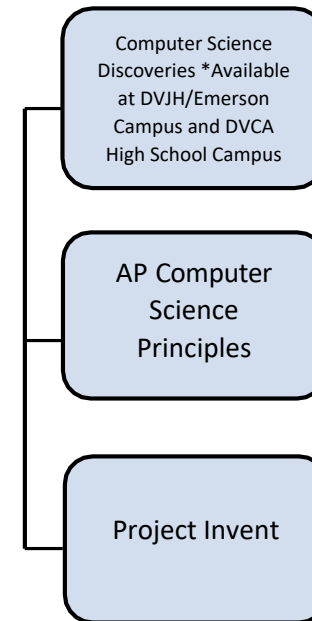 Computer Science
Discoveries *Available
at DVJH/Emerson
Campus and DVCA
High School Campus
AP Computer
Science
Principles
Project Invent